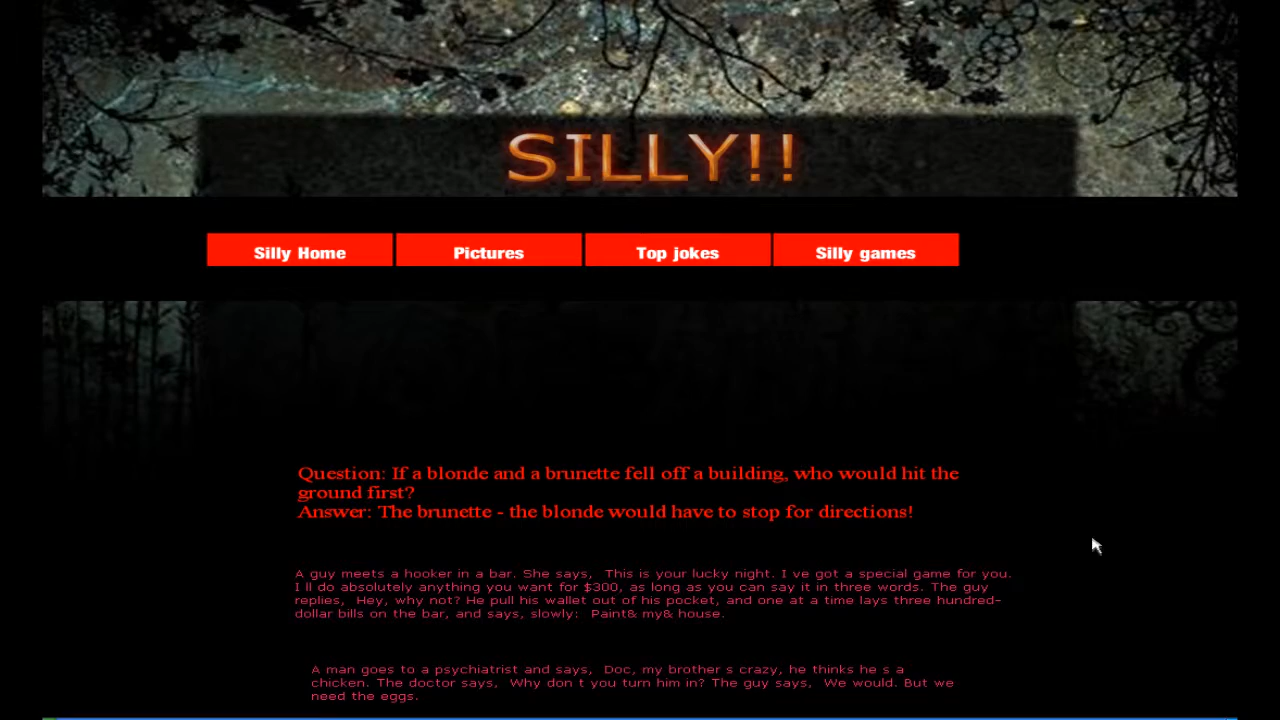 SILLY!!
Silly Home
Pictures
Top jokes
Silly games
Question: If a blonde and a brunette fell off a building, who would hit the
ground first?
Answer: The brunette - the blonde would have to stop for directions!
A guy meets a hooker in a bar. She says,  This is your lucky night. I ve got a special game for you.
I ll do absolutely anything you want for $300, as long as you can say it in three words. The guy
replies,  Hey, why not? He pull his wallet out of his pocket, and one at a time lays three hundred-
dollar bills on the bar, and says, slowly:  Paint& my& house.
A man goes to a psychiatrist and says,  Doc, my brother s crazy, he thinks he s a
chicken. The doctor says,  Why don t you turn him in? The guy says,  We would. But we
need the eggs.